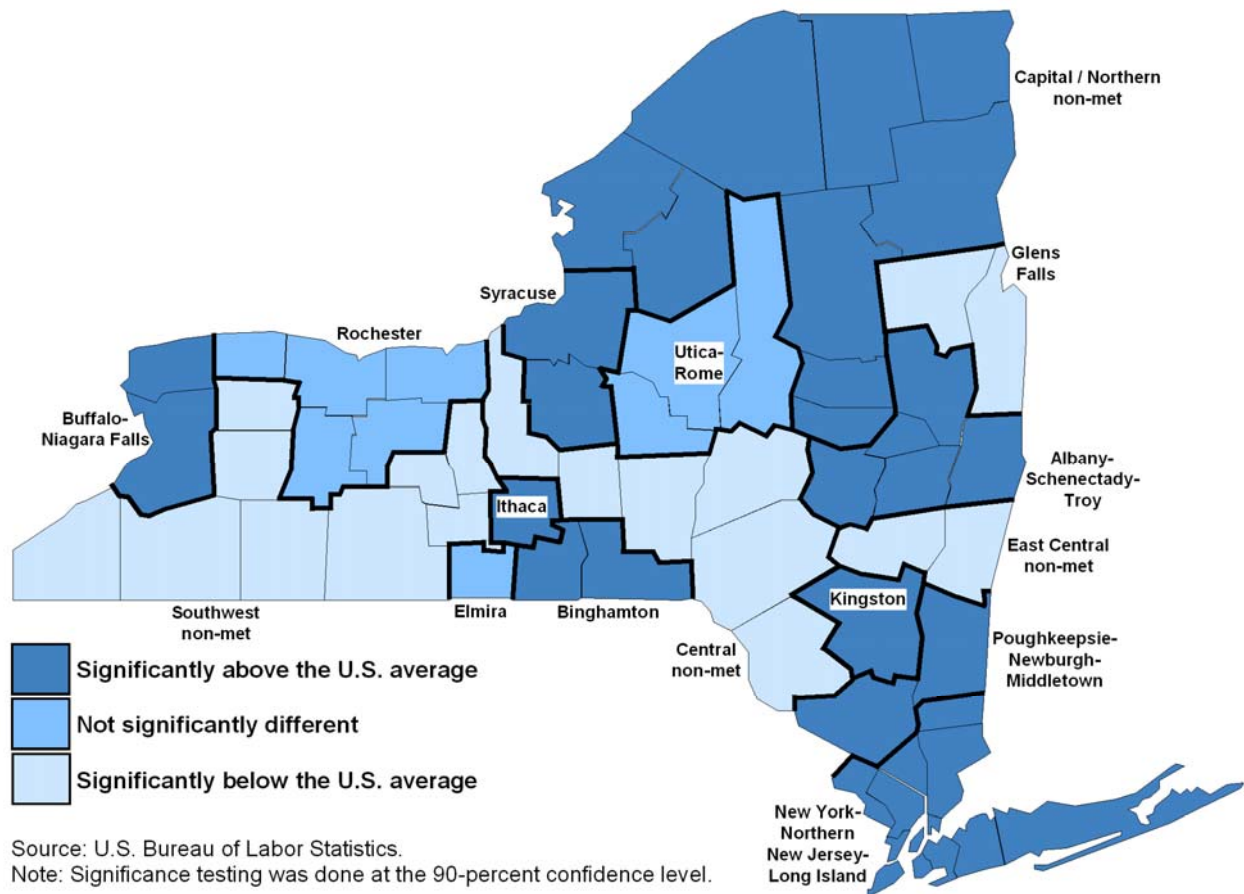 Capital / Northern
non-met
Glens
Falls
Syracuse
Rochester
Utica-
Rome
Buffalo-
Niagara Falls
Albany-
Schenectady-
Troy
Ithaca
East Central
non-met
Kingston
Southwest
non-met
Elmira
Binghamton
Central
non-met
Poughkeepsie-
Newburgh-
Middletown
Significantly above the U.S. average
Not significantly different
Significantly below the U.S. average
New York-
Northern
New Jersey-
Long Island
Source: U.S. Bureau of Labor Statistics.
Note: Significance testing was done at the 90-percent confidence level.